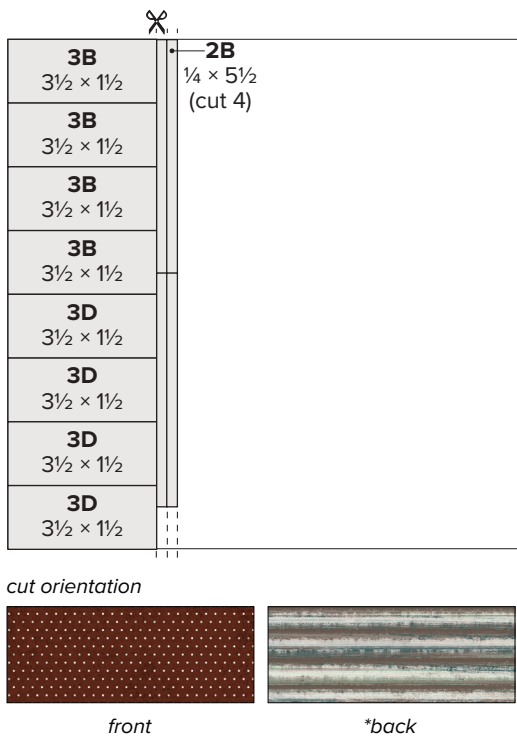 3B
3½ × 1½
3B
3½ × 1½
3B
3½ × 1½
3B
3½ × 1½
3D
3½ × 1½
3D
3½ × 1½
3D
3½ × 1½
3D
3½ × 1½
2B
¼ × 5½
(cut 4)
cut orientation
front
*back